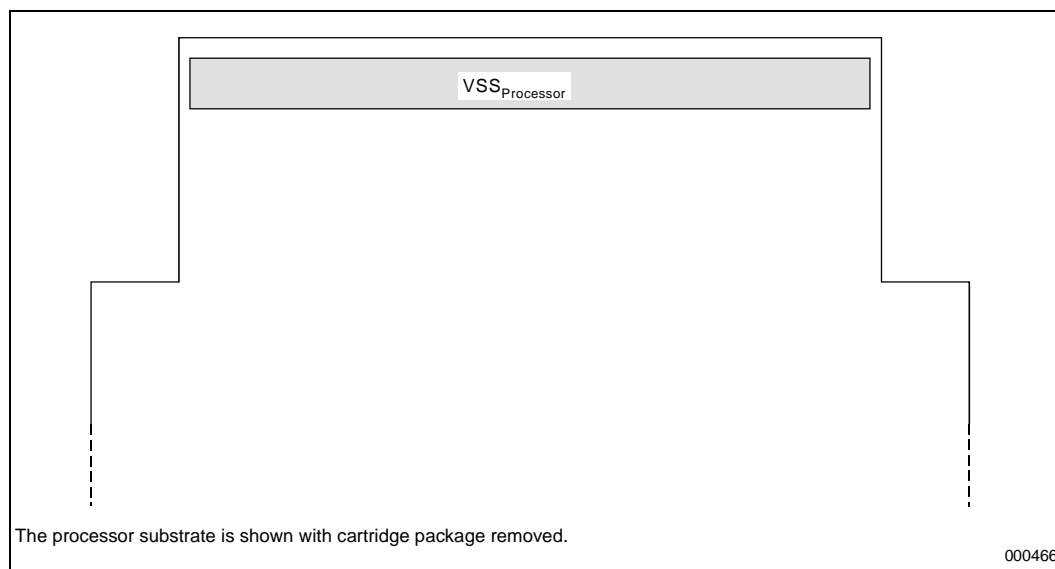 VSSProcessor
The processor substrate is shown with cartridge package removed.
000466